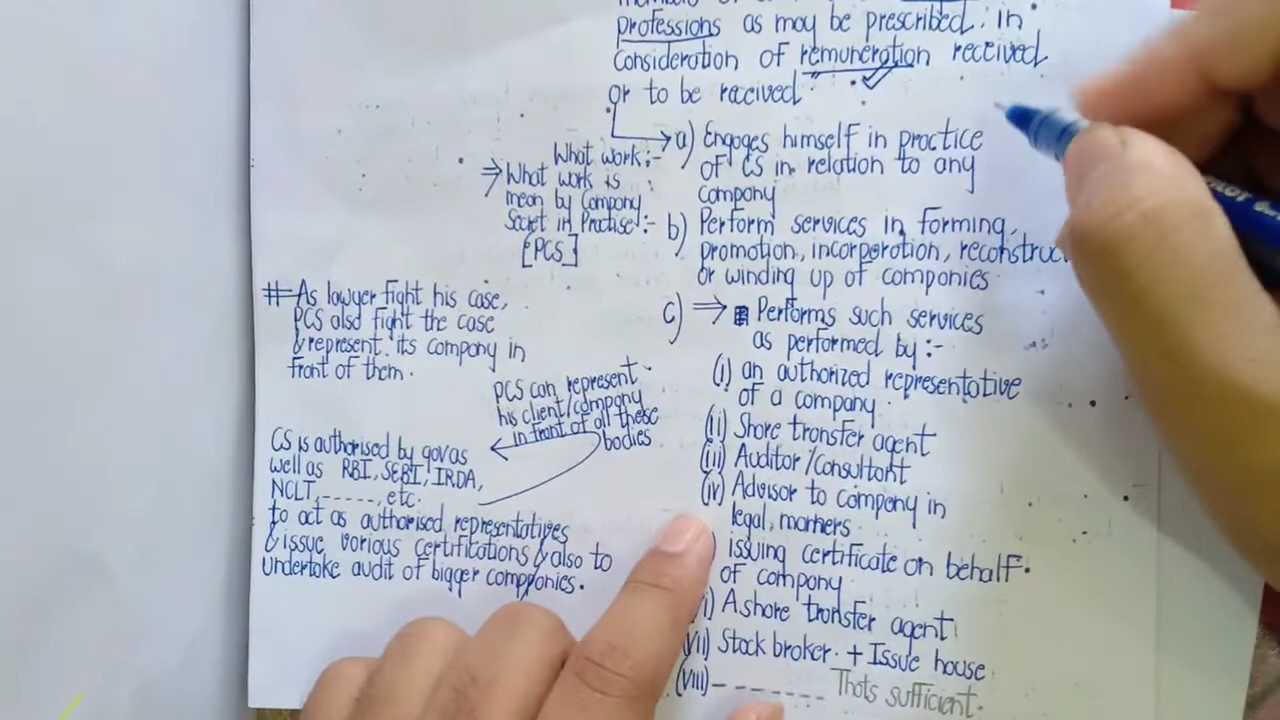 professions as may be prescribed. in
consideration of remuneration received
or to be received"
a) Engages himself in practice
of CS in relation to any
company
What work:-
⇒ What work is
mean by Company
Secret in Practise:-
[PCS]
b) Perform services in forming,
promotion, incorporation, reconstruc
or winding up of companies
c) ⇒ Performs such services
as performed by:-
(i) an authorized representative
of a company.
(ii) Share transfer agent
(iii) Auditor/Consultant
(iv) Advisor to company in
legal, marhers.
) issuing certificate on behalf.
of company
i) A share transfer agent
(VII) Stock broker. + Issue house
(VIII) - - - - - - - Thats sufficient.
# As lawyer fight his case,
PCS also fight the case
& represent its company in
front of them.
PCS can represent
his client/company
in front of all these
bodies
CS is authorised by gov as
well as RBI, SEBI, IRDA,
NCLT, - - - - -, etc.
to act as authorised representatives
& issue various certifications & also to
undertake audit of bigger companies.